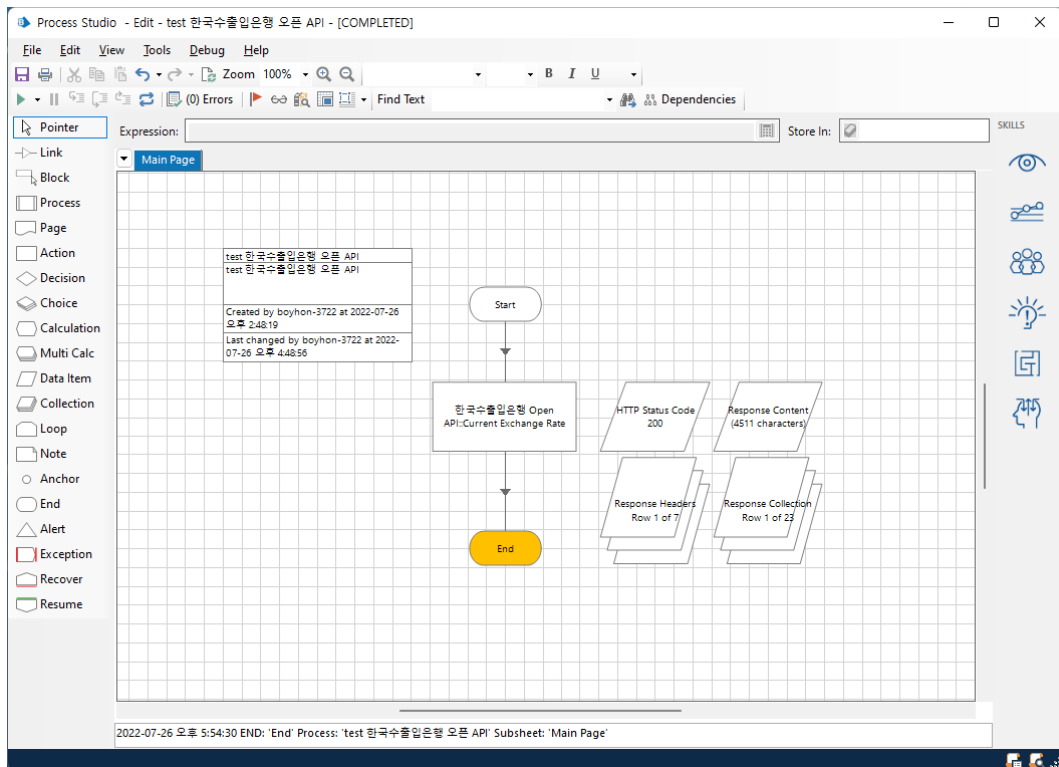 Process Studio - Edit - test 한국수출입은행 오픈 API - [COMPLETED]
File Edit View Tools Debug Help
Zoom 100% B I U
(0) Errors Find Text Dependencies
Pointer
Link
Block
Process
Page
Action
Decision
Choice
Calculation
Multi Calc
Data Item
Collection
Loop
Note
Anchor
End
Alert
Exception
Recover
Resume
Expression: Store In:
Main Page
test 한국수출입은행 오픈 API
test 한국수출입은행 오픈 API
Created by boyhon-3722 at 2022-07-26
오후 2:48:19
Last changed by boyhon-3722 at 2022-
07-26 오후 4:48:56
Start
한국수출입은행 Open
API::Current Exchange Rate
HTTP Status Code
200
Response Content
(4511 characters)
Response Headers
Row 1 of 7
Response Collection
Row 1 of 23
End
SKILLS
2022-07-26 오후 5:54:30 END: 'End' Process: 'test 한국수출입은행 오픈 API' Subsheet: 'Main Page'